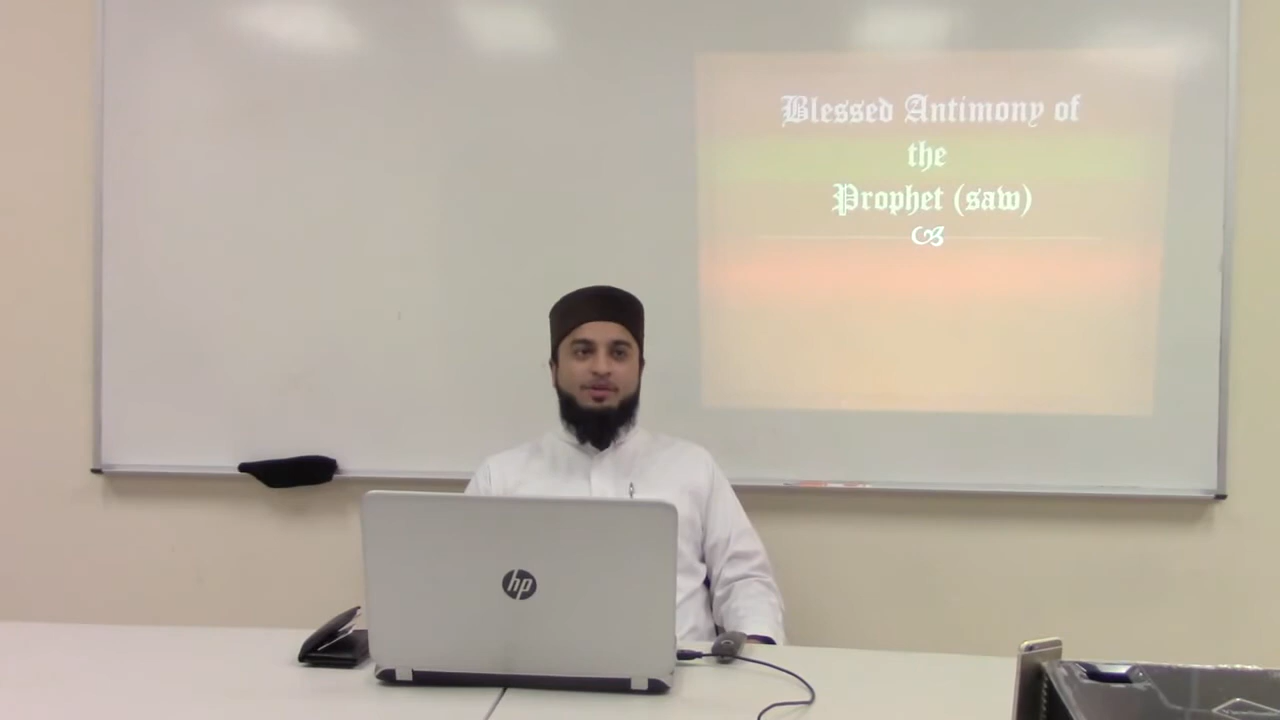 Blessed Antimony of
the
Prophet (saw)
hp